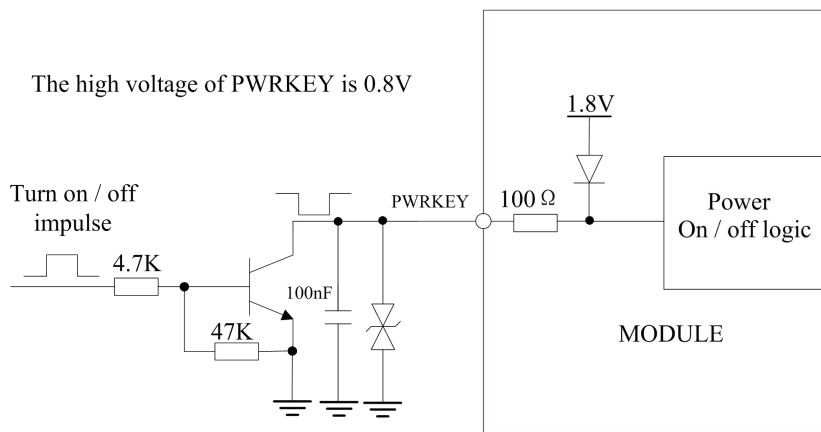 The high voltage of PWRKEY is 0.8V
1.8V
Turn on / off
impulse
PWRKEY
100 Ω
Power
On / off logic
4.7K
100nF
47K
MODULE